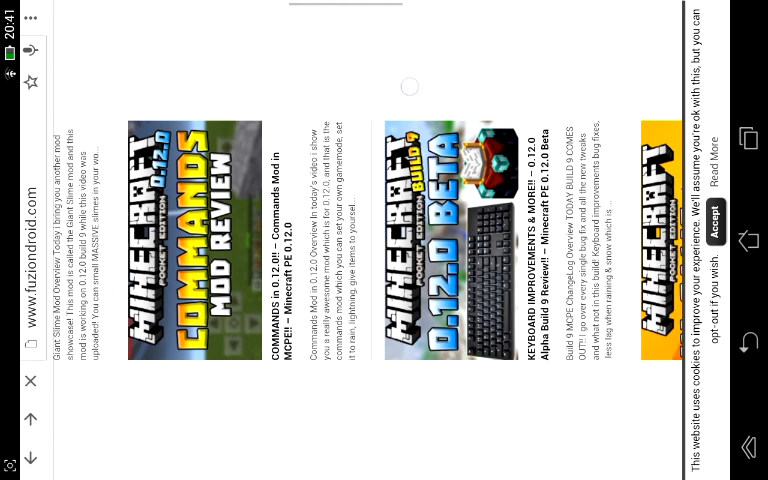 20:41
www.fuziondroid.com
Giant Slime Mod Overview Today i bring you another mod
showcase! This mod is called the Giant Slime mod and this
mod is working on 0.12.0 build 9 while this video was
uploaded! You can small MASSIVE slimes in your wo...
MINECRAFT
POCKET EDITION 0.12.0
COMMANDS
MOD REVIEW
COMMANDS in 0.12.0!! – Commands Mod in
MCPE!! – Minecraft PE 0.12.0
Commands Mod in 0.12.0 Overview In today's video i show
you a really awesome mod which is for 0.12.0, and that is the
commands mod which you can set your own gamemode, set
it to rain, lightning, give items to yoursel...
MINECRAFT
POCKET EDITION BUILD 9
0.12.0 BETA
KEYBOARD IMPROVEMENTS & MORE!! – 0.12.0
Alpha Build 9 Review!! – Minecraft PE 0.12.0 Beta
Build 9 MCPE ChangeLog Overview TODAY BUILD 9 COMES
OUT!! I go over every single bug fix and all the new tweaks
and what not in this build! Keyboard improvements bug fixes,
less lag when raining & snow which is ...
MINECRAFT
POCKET EDITION
This website uses cookies to improve your experience. We'll assume you're ok with this, but you can
opt-out if you wish. Accept Read More